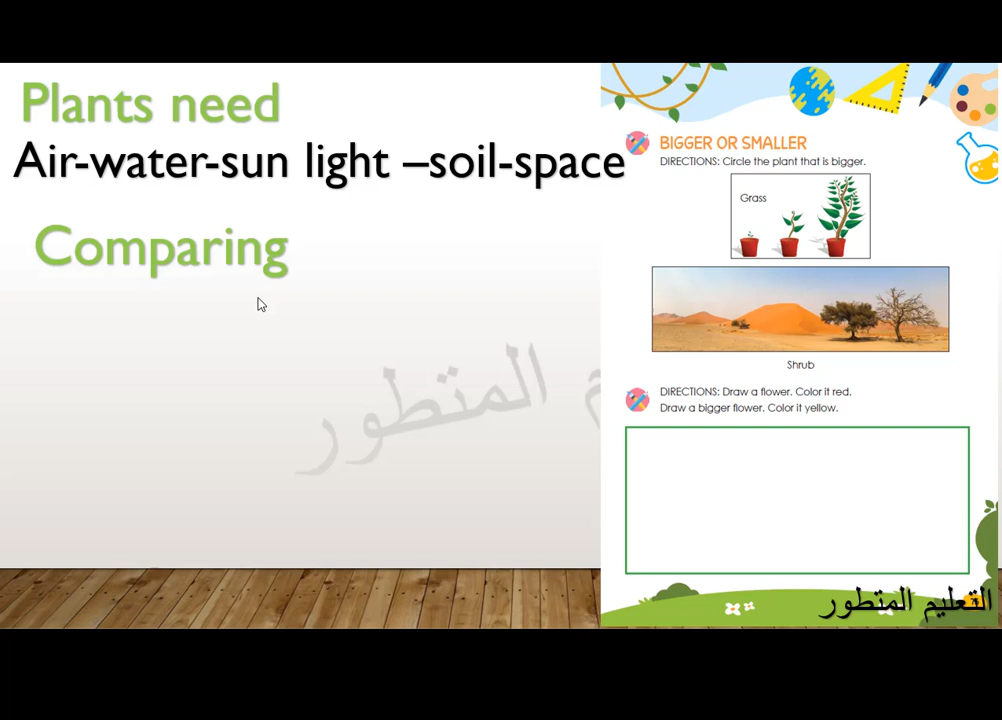 Plants need
Air-water-sun light –soil-space
Comparing
المتطور
BIGGER OR SMALLER
DIRECTIONS: Circle the plant that is bigger.
Grass
Shrub
DIRECTIONS: Draw a flower. Color it red.
Draw a bigger flower. Color it yellow.
التعليم المتطور